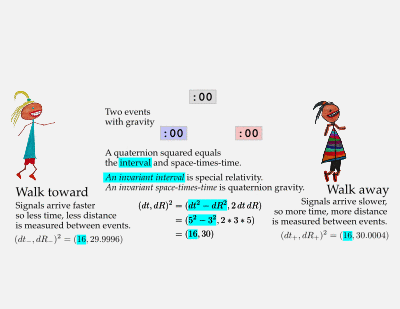 :00
Two events
with gravity
:00 :00
A quaternion squared equals
the interval and space-times-time.
An invariant interval is special relativity.
An invariant space-times-time is quaternion gravity.
Walk toward
Signals arrive faster
so less time, less distance
is measured between events.
(dt₋, dR₋)² = (16, 29.9996)
(dt, dR)² = (dt² − dR², 2 dt dR)
= (5² − 3², 2 * 3 * 5)
= (16, 30)
Walk away
Signals arrive slower,
so more time, more distance
is measured between events.
(dt₊, dR₊)² = (16, 30.0004)